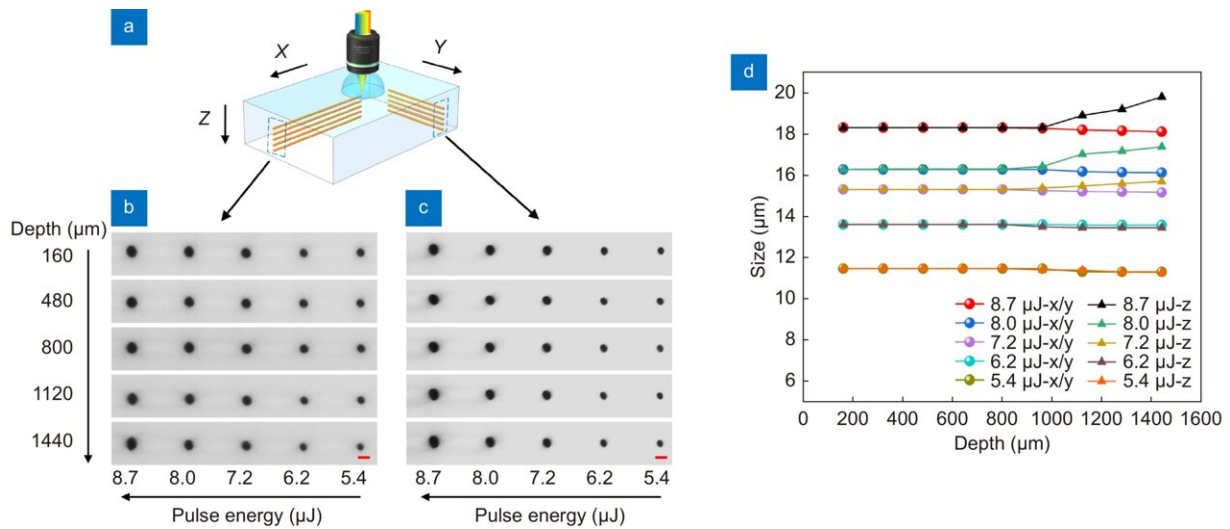 a
X
Y
Z
b
c
Depth (µm)
160
480
800
1120
1440
8.7 8.0 7.2 6.2 5.4
Pulse energy (µJ)
8.7 8.0 7.2 6.2 5.4
Pulse energy (µJ)
d
Size (µm)
20
18
16
14
12
10
8
6
8.7 µJ-x/y 8.7 µJ-z
8.0 µJ-x/y 8.0 µJ-z
7.2 µJ-x/y 7.2 µJ-z
6.2 µJ-x/y 6.2 µJ-z
5.4 µJ-x/y 5.4 µJ-z
0 200 400 600 800 1000 1200 1400 1600
Depth (µm)